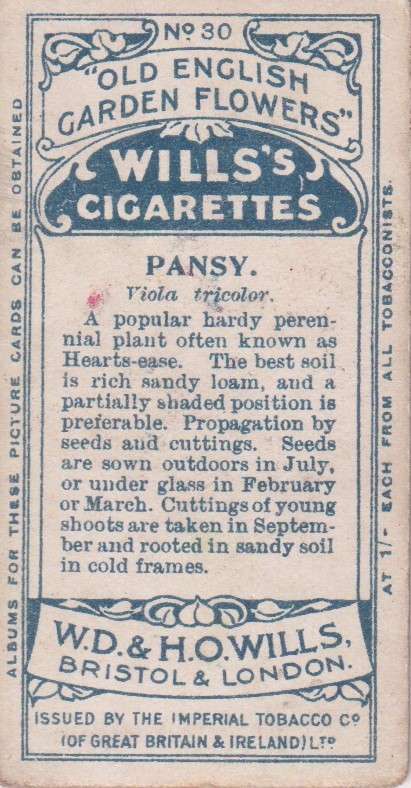 No 30
"OLD ENGLISH
GARDEN FLOWERS"
WILLS's
CIGARETTES
PANSY.
Viola tricolor.
A popular hardy peren-
nial plant often known as
Hearts-ease. The best soil
is rich sandy loam, and a
partially shaded position is
preferable. Propagation by
seeds and cuttings. Seeds
are sown outdoors in July,
or under glass in February
or March. Cuttings of young
shoots are taken in Septem-
ber and rooted in sandy soil
in cold frames.
W.D. & H.O. WILLS,
BRISTOL & LONDON.
ISSUED BY THE IMPERIAL TOBACCO Co
(OF GREAT BRITAIN & IRELAND) LTD
ALBUMS FOR THESE PICTURE CARDS CAN BE OBTAINED
AT 1/- EACH FROM ALL TOBACCONISTS.